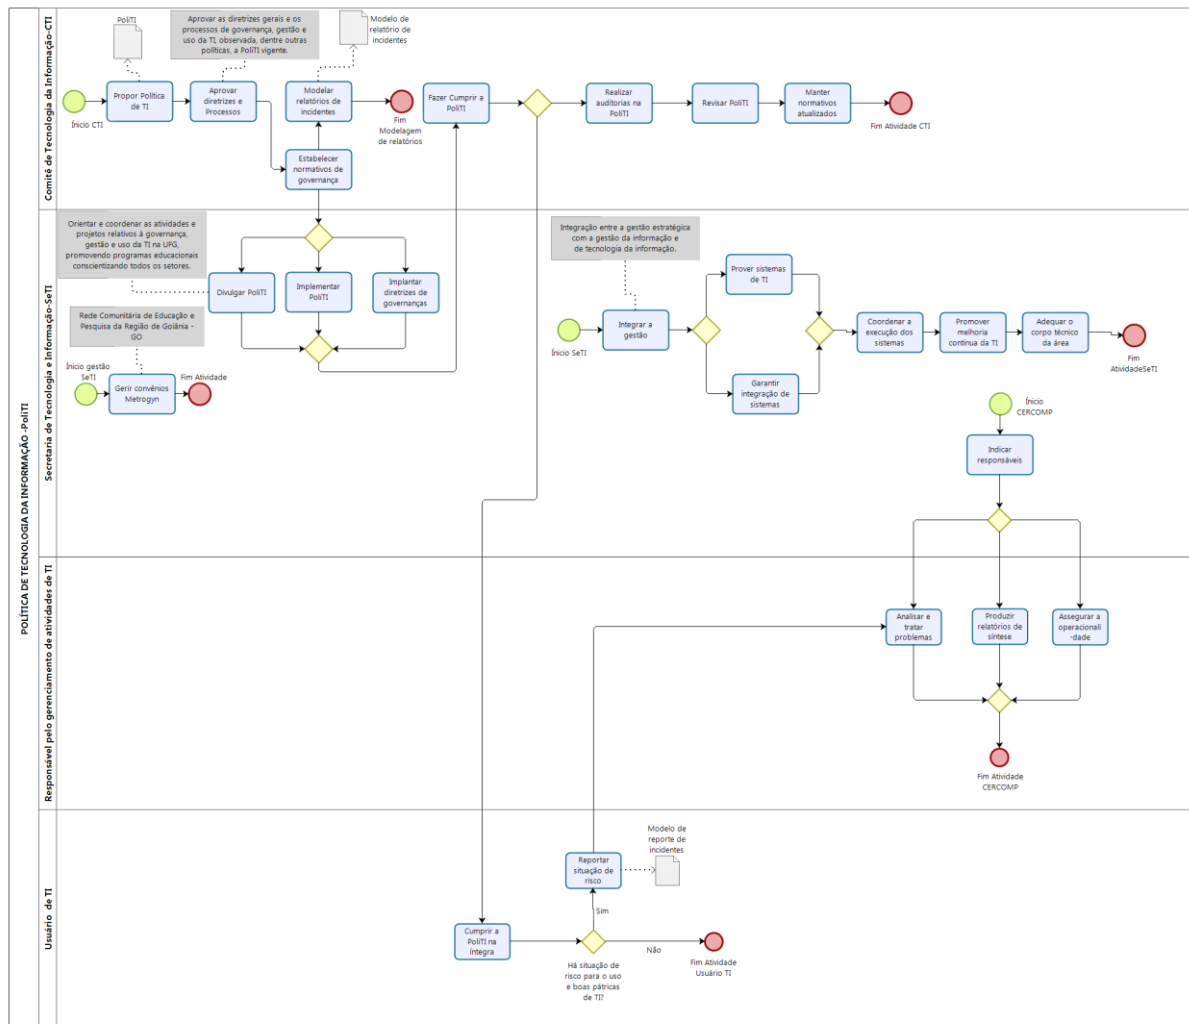 POLÍTICA DE TECNOLOGIA DA INFORMAÇÃO -PoliTI
Comitê de Tecnologia da Informação-CTI
PoliTI
Aprovar as diretrizes gerais e os
processos de governança, gestão e
uso da TI, observada, dentre outras
políticas, a PoliTI vigente.
Modelo de
relatório de
incidentes
Ínicio CTI
Propor Política
de TI
Aprovar
diretrizes e
Processos
Modelar
relatórios de
incidentes
Fim
Modelagem
de relatórios
Estabelecer
normativos de
governança
Fazer Cumprir a
PoliTI
Realizar
auditorias na
PoliTI
Revisar PoliTI
Manter
normativos
atualizados
Fim Atividade CTI
Secretaria de Tecnologia e Informação-SeTI
Orientar e coordenar as atividades e
projetos relativos à governança,
gestão e uso da TI na UFG,
promovendo programas educacionais
conscientizando todos os setores.
Divulgar PoliTI
Implementar
PoliTI
Implantar
diretrizes de
governanças
Rede Comunitária de Educação e
Pesquisa da Região de Goiânia -
GO
Ínicio gestão
SeTI
Gerir convênios
Metrogyn
Fim Atividade
Integração entre a gestão estratégica
com a gestão da informação e
de tecnologia da informação.
Ínicio SeTI
Integrar a
gestão
Prover sistemas
de TI
Garantir
integração de
sistemas
Coordenar a
execução dos
sistemas
Promover
melhoria
contínua da TI
Adequar o
corpo técnico
da área
Fim
AtividadeSeTI
Ínicio
CERCOMP
Indicar
responsáveis
Responsável pelo gerenciamento de atividades de TI
Analisar e
tratar
problemas
Produzir
relatórios de
síntese
Assegurar a
operacionali
-dade
Fim Atividade
CERCOMP
Usuário de TI
Modelo de
reporte de
incidentes
Reportar
situação de
risco
Sim
Cumprir a
PoliTI na
íntegra
Não
Há situação de
risco para o uso
e boas pátricas
de TI?
Fim Atividade
Usuário TI